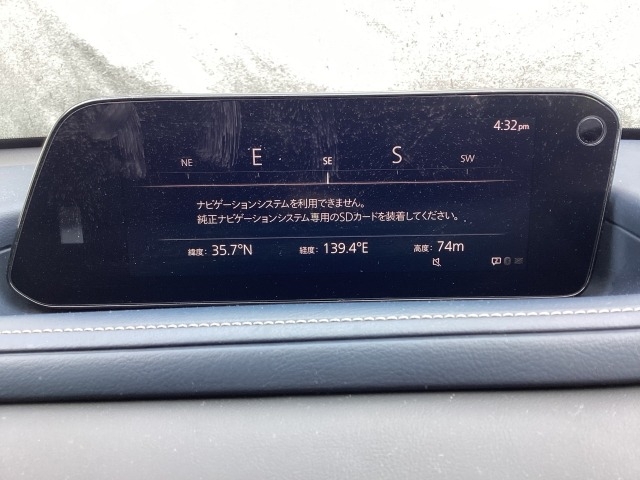 4:32pm
NE E SE S SW
ナビゲーションシステムを利用できません。
純正ナビゲーションシステム専用のSDカードを装着してください。
緯度: 35.7°N 経度: 139.4°E 高度: 74m